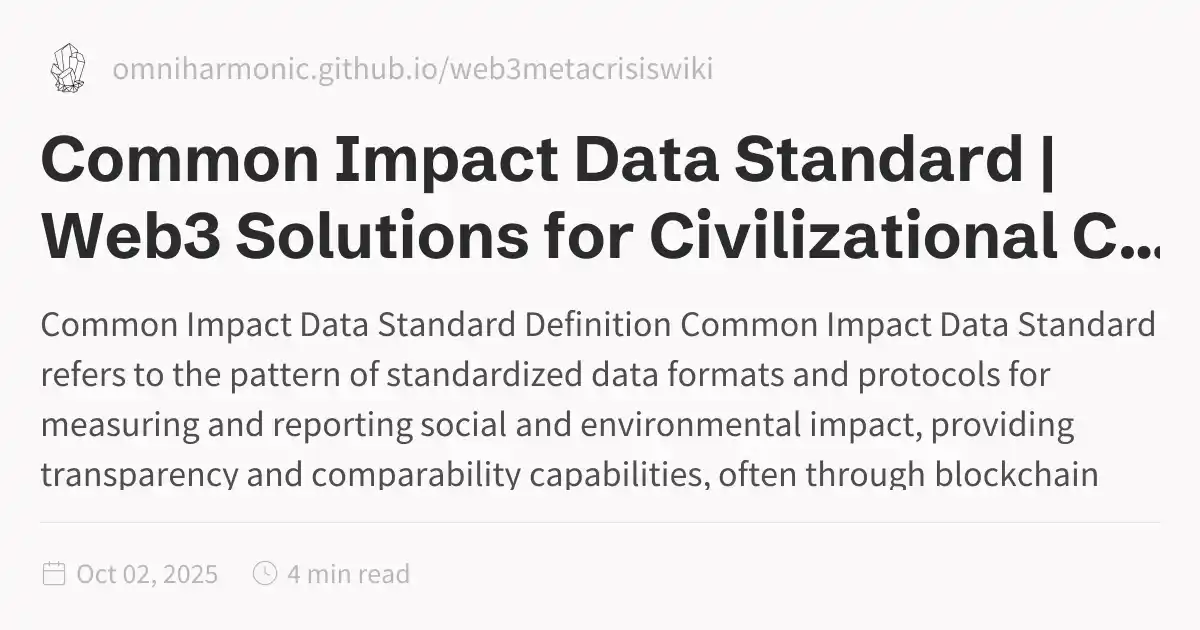 omniharmonic.github.io/web3metacrisiswiki
Common Impact Data Standard |
Web3 Solutions for Civilizational C...
Common Impact Data Standard Definition Common Impact Data Standard
refers to the pattern of standardized data formats and protocols for
measuring and reporting social and environmental impact, providing
transparency and comparability capabilities, often through blockchain
Oct 02, 2025 4 min read